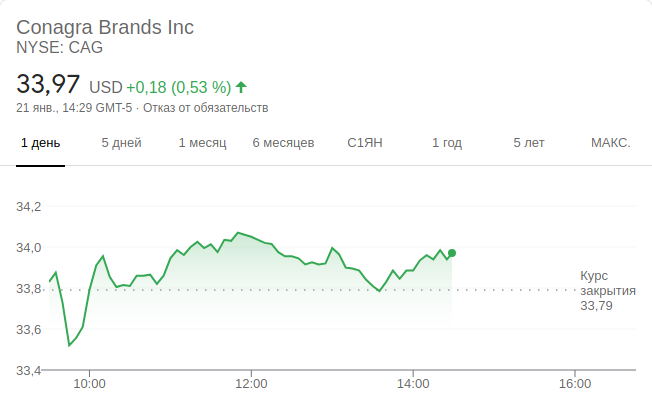 Conagra Brands Inc
NYSE: CAG
33,97 USD +0,18 (0,53 %)
21 янв., 14:29 GMT-5 · Отказ от обязательств
1 день 5 дней 1 месяц 6 месяцев С1ЯН 1 год 5 лет МАКС.
34,2
34,0
33,8
33,6
33,4
Курс
закрытия
33,79
10:00 12:00 14:00 16:00